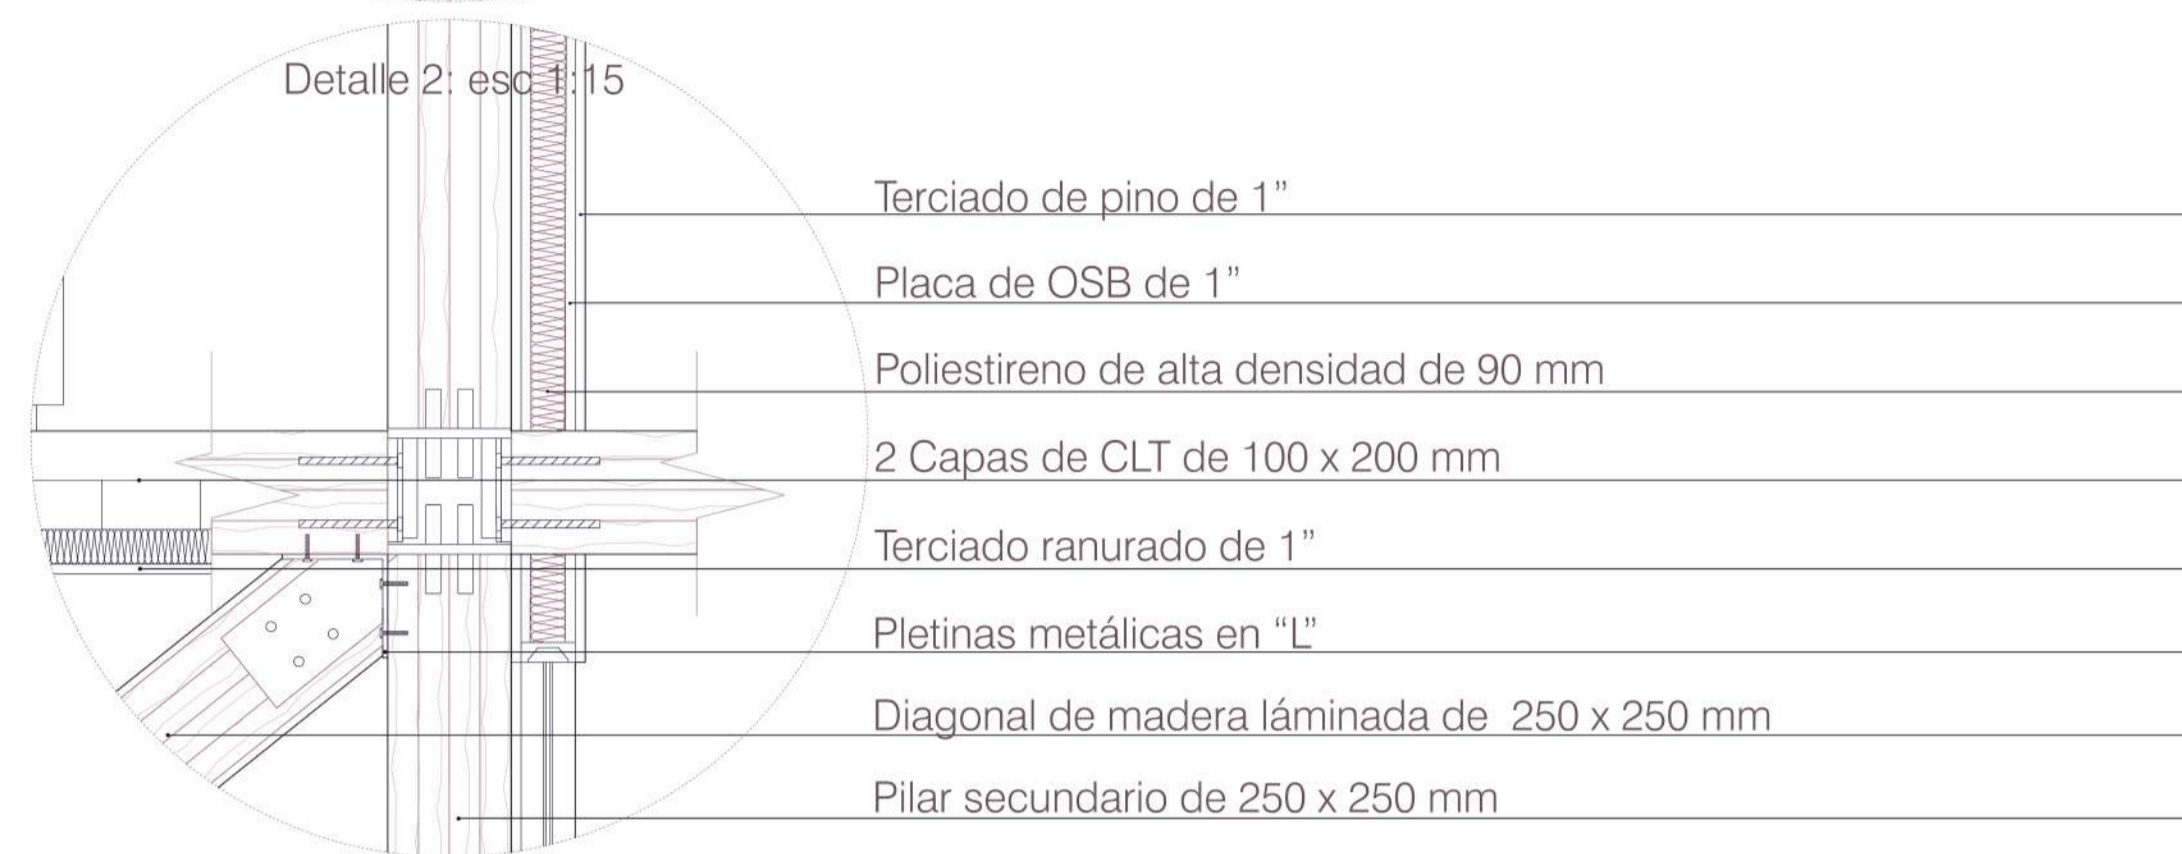 Detalle 2: esc 1:15
Terciado de pino de 1”
Placa de OSB de 1”
Poliestireno de alta densidad de 90 mm
2 Capas de CLT de 100 x 200 mm
Terciado ranurado de 1”
Pletinas metálicas en “L”
Diagonal de madera láminada de  250 x 250 mm
Pilar secundario de 250 x 250 mm